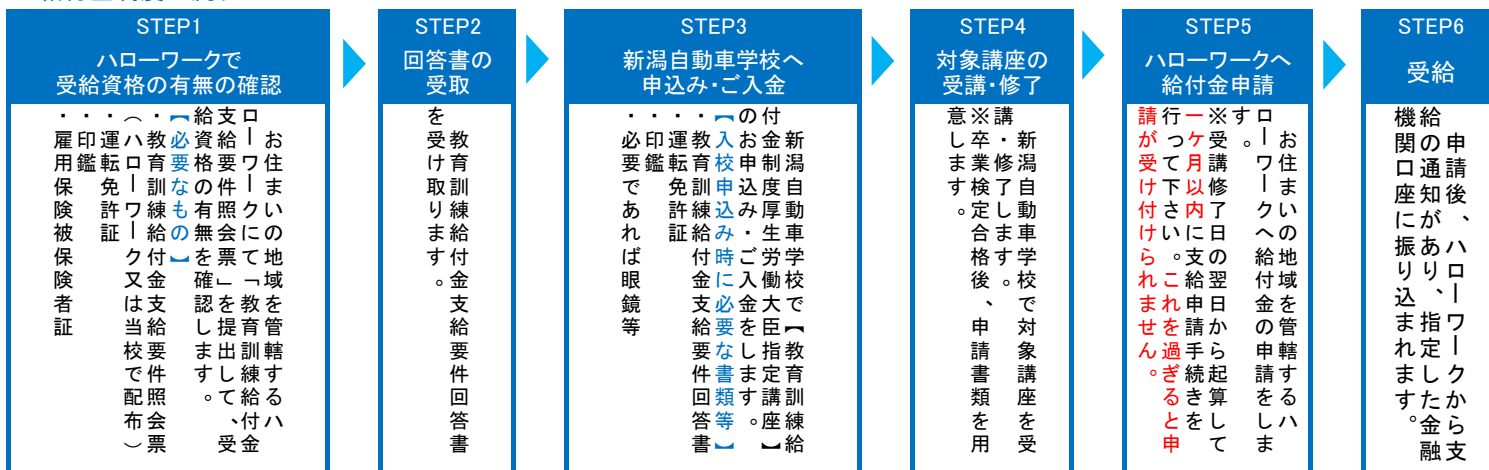 STEP1
ハローワークで
受給資格の有無の確認
お住まいの地域を管轄するハ
ローワークにて「教育訓練給付金
支給要件照会票」を提出して、受
給資格の有無を確認します。
【必要なもの】
・教育訓練給付金支給要件照会票
（ハローワーク又は当校で配布）
・運転免許証
・印鑑
・雇用保険被保険者証
STEP2
回答書の
受取
教育訓練給付金支給要件回答書
を受け取ります。
STEP3
新潟自動車学校へ
申込み・ご入金
新潟自動車学校で【教育訓練給
付金制度厚生労働大臣指定講座】
のお申込み・ご入金をします。
【入校申込み時に必要な書類等】
・教育訓練給付金支給要件回答書
・運転免許証
・印鑑
・必要であれば眼鏡等
STEP4
対象講座の
受講・修了
新潟自動車学校で対象講座を受
講・修了します。
※卒業検定合格後、申請書類を用
意します。
STEP5
ハローワークへ
給付金申請
お住まいの地域を管轄するハ
ローワークへ給付金の申請をしま
す。
※受講修了日の翌日から起算して
一ケ月以内に支給申請手続きを
行って下さい。これを過ぎると申
請が受け付けられません。
STEP6
受給
申請後、ハローワークから支
給の通知があり、指定した金融
機関口座に振り込まれます。